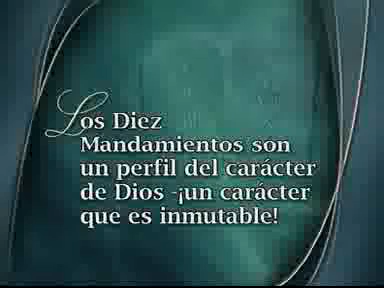 Los Diez
Mandamientos son
un perfil del carácter
de Dios -¡un carácter
que es inmutable!